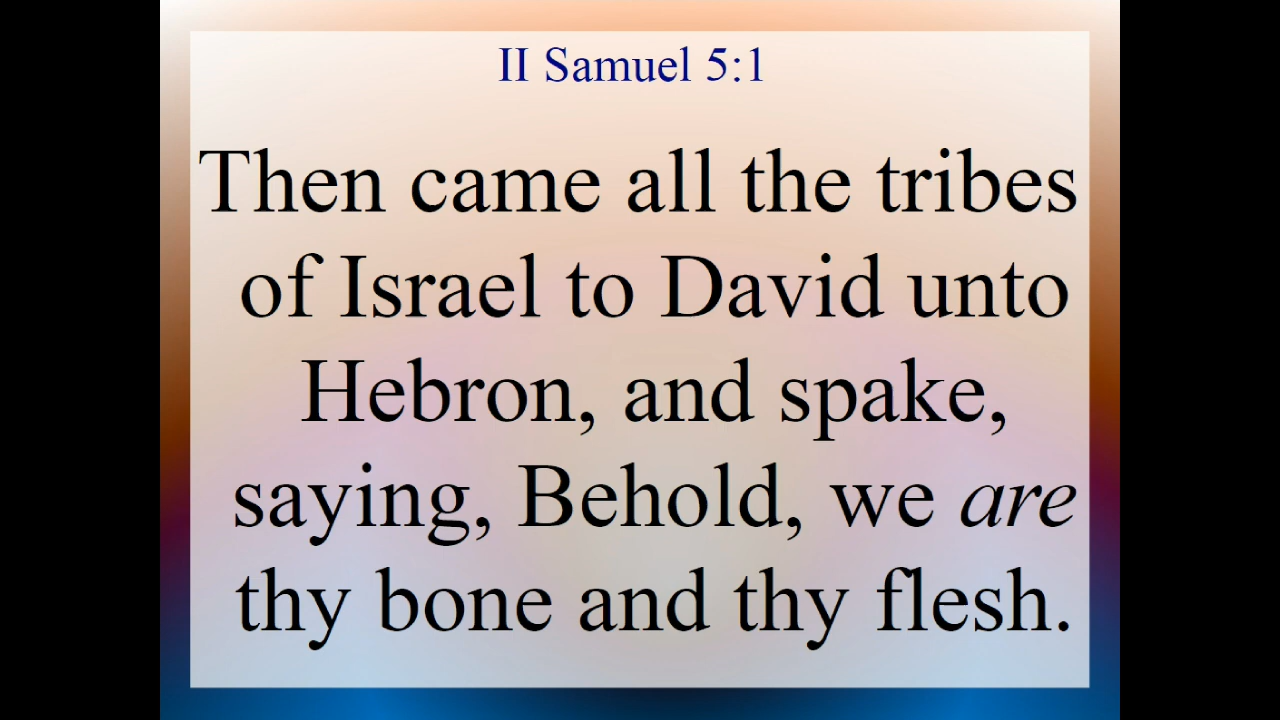 II Samuel 5:1
Then came all the tribes
of Israel to David unto
Hebron, and spake,
saying, Behold, we are
thy bone and thy flesh.